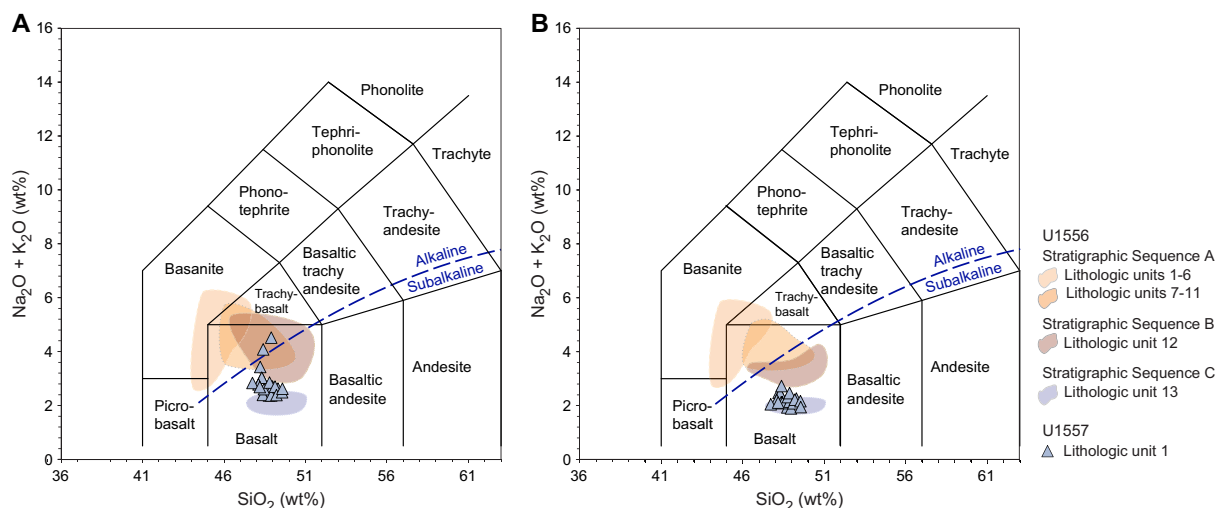 A
16
14
12
10
8
6
4
2
0
Na2O + K2O (wt%)
36
41
46
51
56
61
SiO2 (wt%)
Phonolite
Tephri-
phonolite
Trachyte
Phono-
tephrite
Trachy-
andesite
Basanite
Basaltic
trachy
andesite
Alkaline
Subalkaline
Trachy-
basalt
Picro-
basalt
Basalt
Basaltic
andesite
Andesite
B
16
14
12
10
8
6
4
2
0
Na2O + K2O (wt%)
36
41
46
51
56
61
SiO2 (wt%)
Phonolite
Tephri-
phonolite
Trachyte
Phono-
tephrite
Trachy-
andesite
Basanite
Basaltic
trachy
andesite
Alkaline
Subalkaline
Trachy-
basalt
Picro-
basalt
Basalt
Basaltic
andesite
Andesite
U1556
Stratigraphic Sequence A
Lithologic units 1-6
Lithologic units 7-11
Stratigraphic Sequence B
Lithologic unit 12
Stratigraphic Sequence C
Lithologic unit 13
U1557
Lithologic unit 1